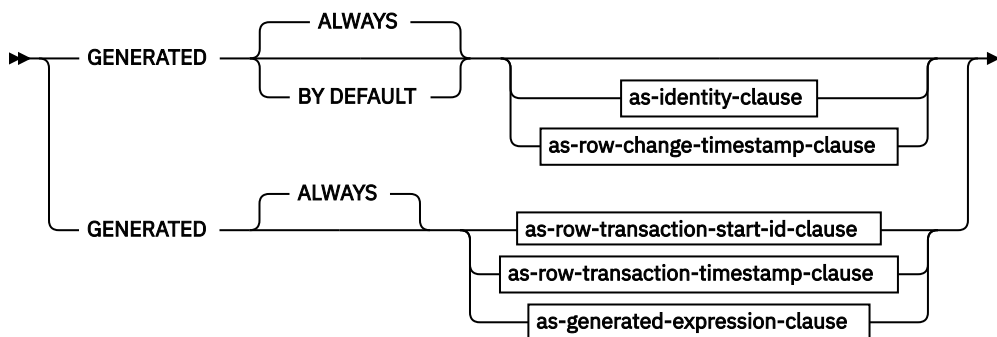 ALWAYS
GENERATED
BY DEFAULT
as-identity-clause
as-row-change-timestamp-clause
ALWAYS
GENERATED
as-row-transaction-start-id-clause
as-row-transaction-timestamp-clause
as-generated-expression-clause